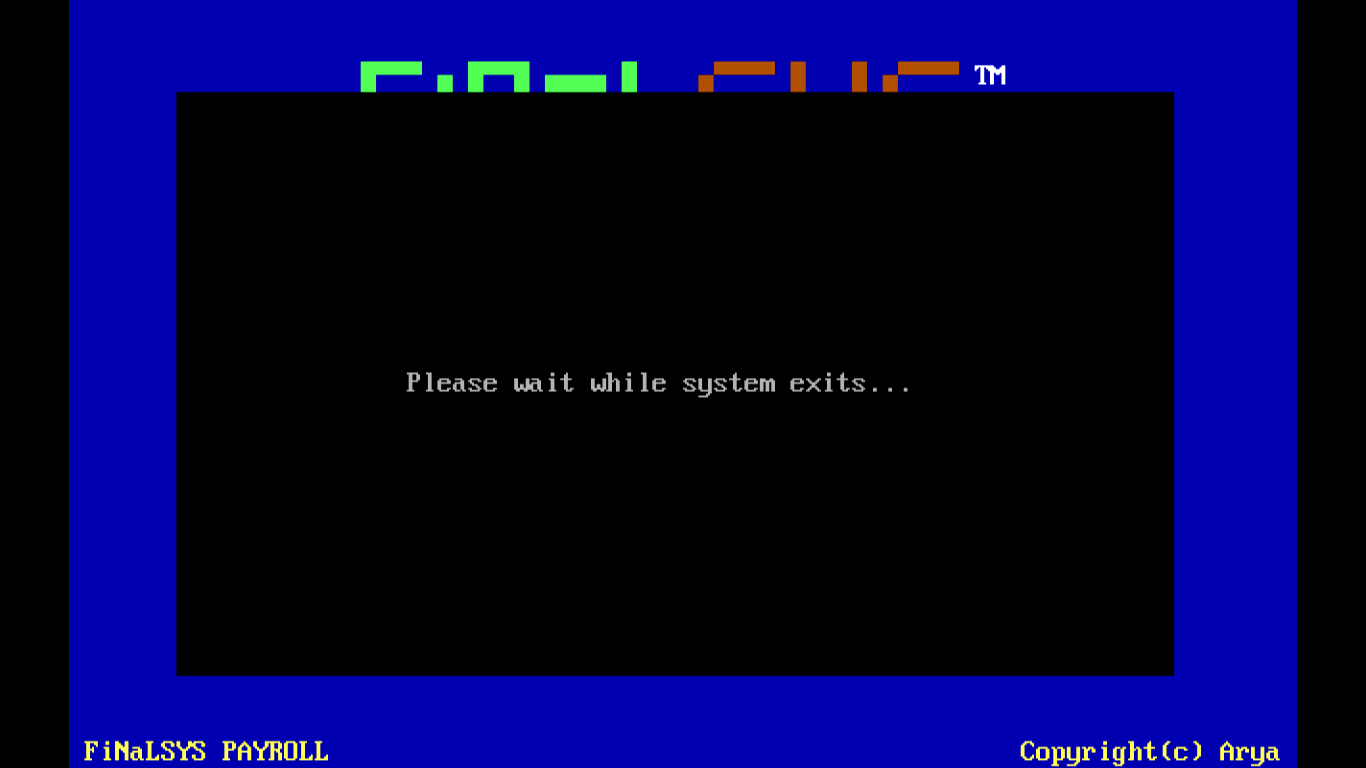 TM
Please wait while system exits...
FiNaLSYS PAYROLL
Copyright(c) Arya